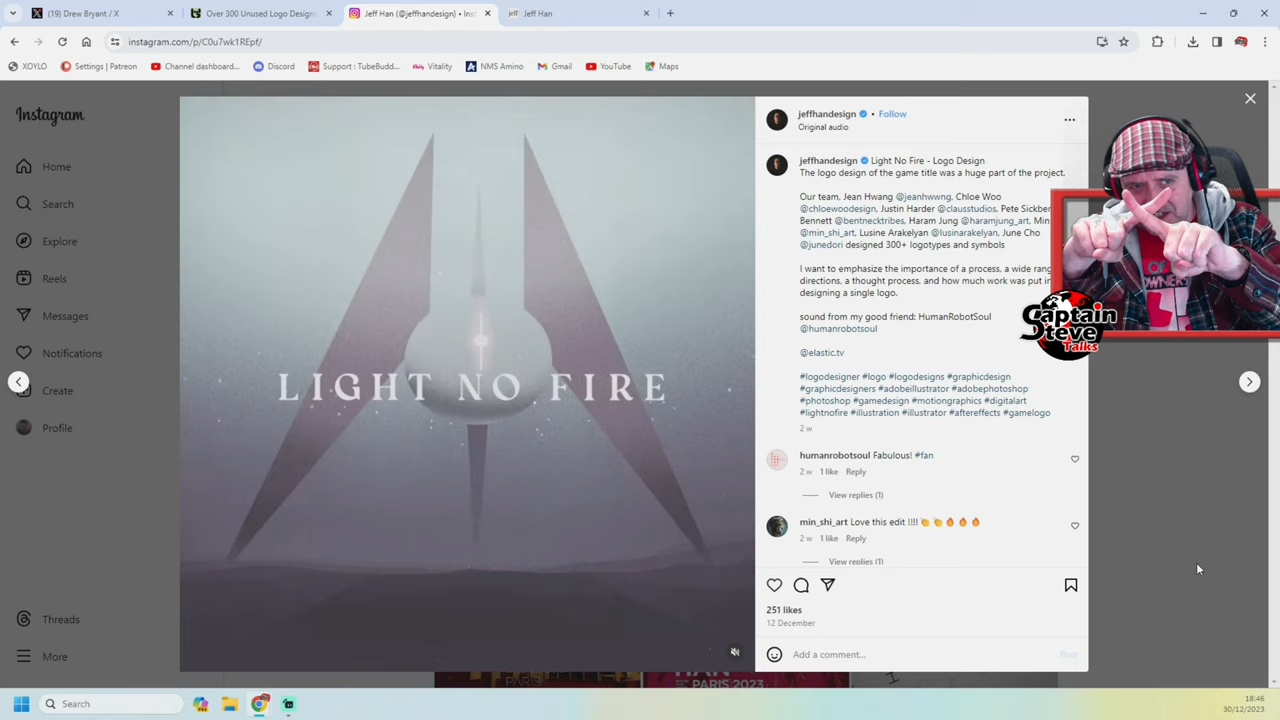 (19) Drew Bryant / X
Over 300 Unused Logo Design
Jeff Han (@jeffhandesign) • Inst
Jeff Han
instagram.com/p/C0u7wk1REpf/
XOYLO
Settings | Patreon
Channel dashboard...
Discord
Support : TubeBudd...
Vitality
NMS Amino
Gmail
YouTube
Maps
Instagram
Home
Search
Explore
Reels
Messages
Notifications
Create
Profile
Threads
More
LIGHT NO FIRE
jeffhandesign • Follow
Original audio
jeffhandesign Light No Fire - Logo Design
The logo design of the game title was a huge part of the project.
Our team, Jean Hwang @jeanhwwng, Chloe Woo
@chloewoodesign, Justin Harder @clausstudios, Pete Sickber
Bennett @bentnecktribes, Haram Jung @haramjung_art, Min
@min_shi_art, Lusine Arakelyan @lusinarakelyan, June Cho
@junedori designed 300+ logotypes and symbols
I want to emphasize the importance of a process, a wide rang
directions, a thought process, and how much work was put in
designing a single logo.
sound from my good friend: HumanRobotSoul
@humanrobotsoul
@elastic.tv
#logodesigner #logo #logodesigns #graphicdesign
#graphicdesigners #adobeillustrator #adobephotoshop
#photoshop #gamedesign #motiongraphics #digitalart
#lightnofire #illustration #illustrator #aftereffects #gamelogo
2 w
humanrobotsoul Fabulous! #fan
2 w 1 like Reply
View replies (1)
min_shi_art Love this edit !!!! 👏 👏 🔥 🔥 🔥
2 w 1 like Reply
View replies (1)
251 likes
12 December
Add a comment...
Post
Captain
Steve
Talks
OWNERS
PARIS
HAN
PARIS 2023
Search
18:46
30/12/2023